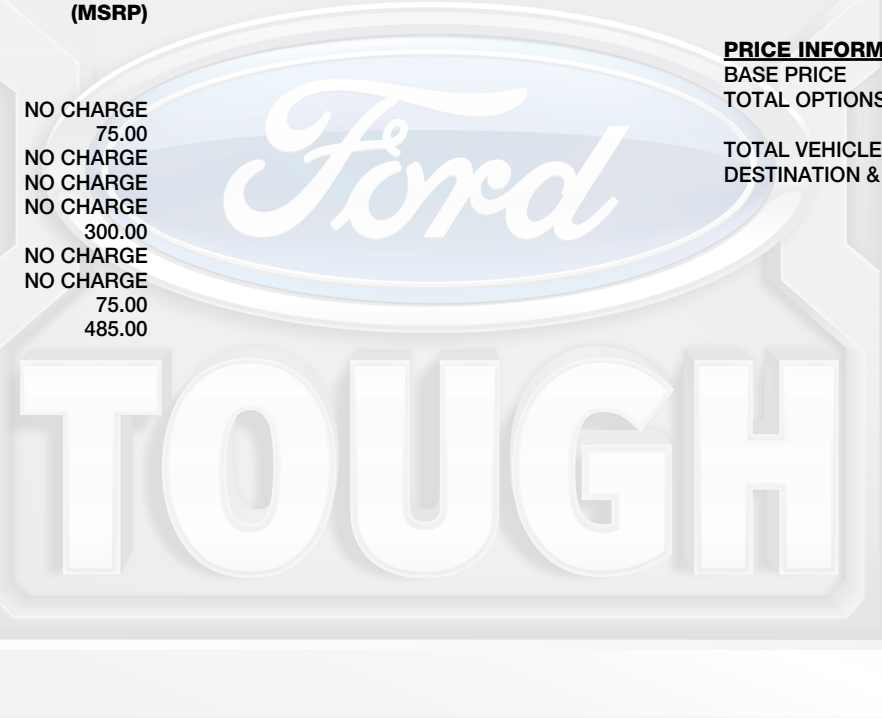 (MSRP)
NO CHARGE
75.00
NO CHARGE
NO CHARGE
NO CHARGE
300.00
NO CHARGE
NO CHARGE
75.00
485.00
PRICE INFORM
BASE PRICE
TOTAL OPTIONS
TOTAL VEHICLE
DESTINATION &
Ford
TOUGH